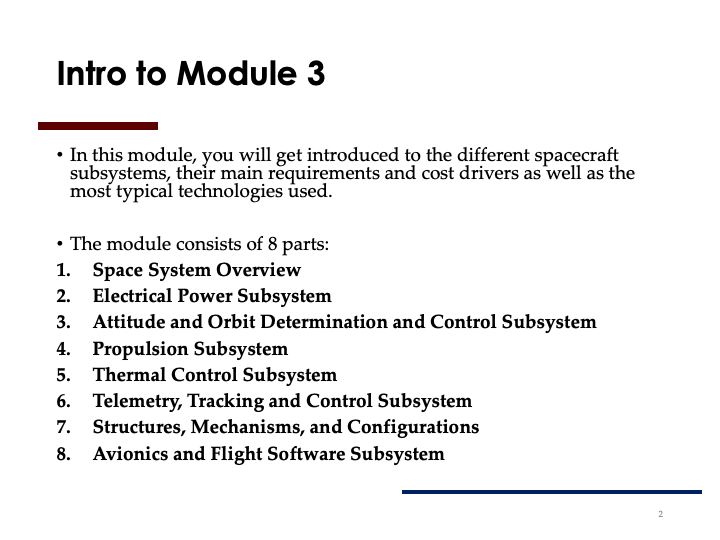 Intro to Module 3
• In this module, you will get introduced to the different spacecraft
subsystems, their main requirements and cost drivers as well as the
most typical technologies used.
• The module consists of 8 parts:
1. Space System Overview
2. Electrical Power Subsystem
3. Attitude and Orbit Determination and Control Subsystem
4. Propulsion Subsystem
5. Thermal Control Subsystem
6. Telemetry, Tracking and Control Subsystem
7. Structures, Mechanisms, and Configurations
8. Avionics and Flight Software Subsystem
2